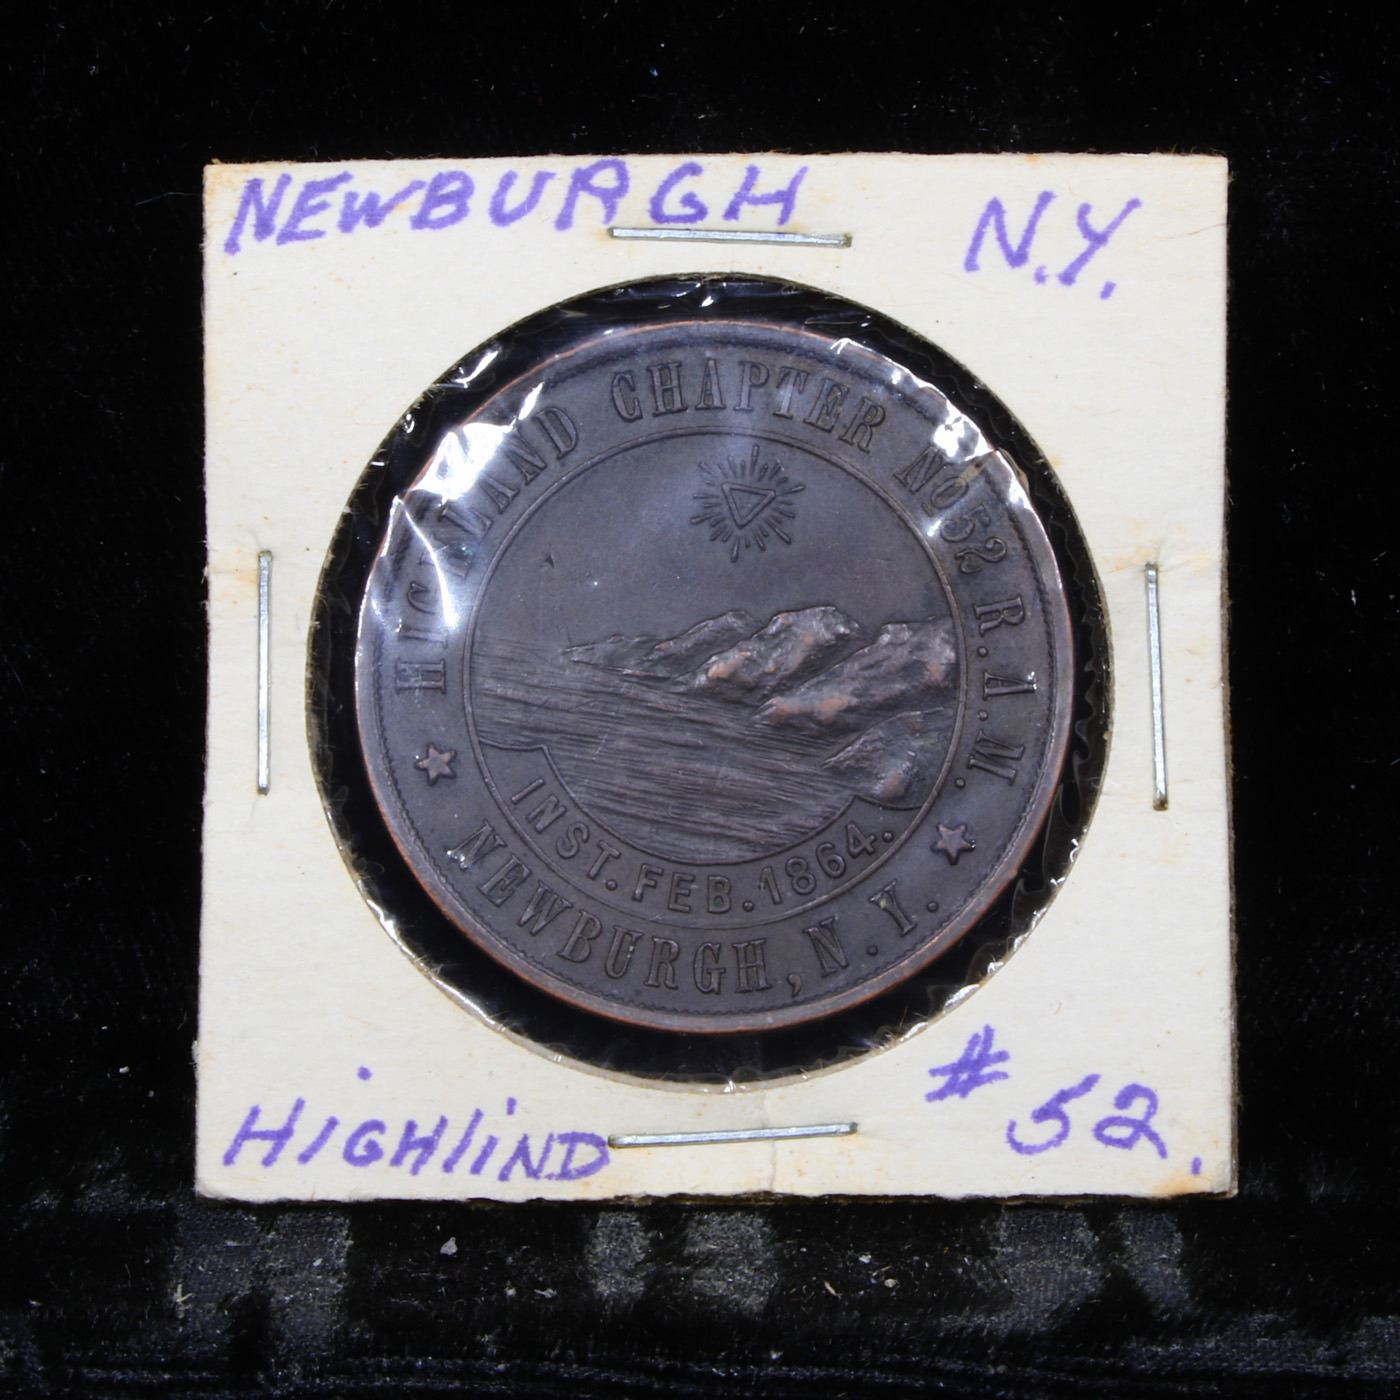 NEWBURGH N.Y.
HIGHLAND CHAPTER NO 52 R.A.M.
INST. FEB. 1864.
NEWBURGH, N.Y.
HIGHliND #52.